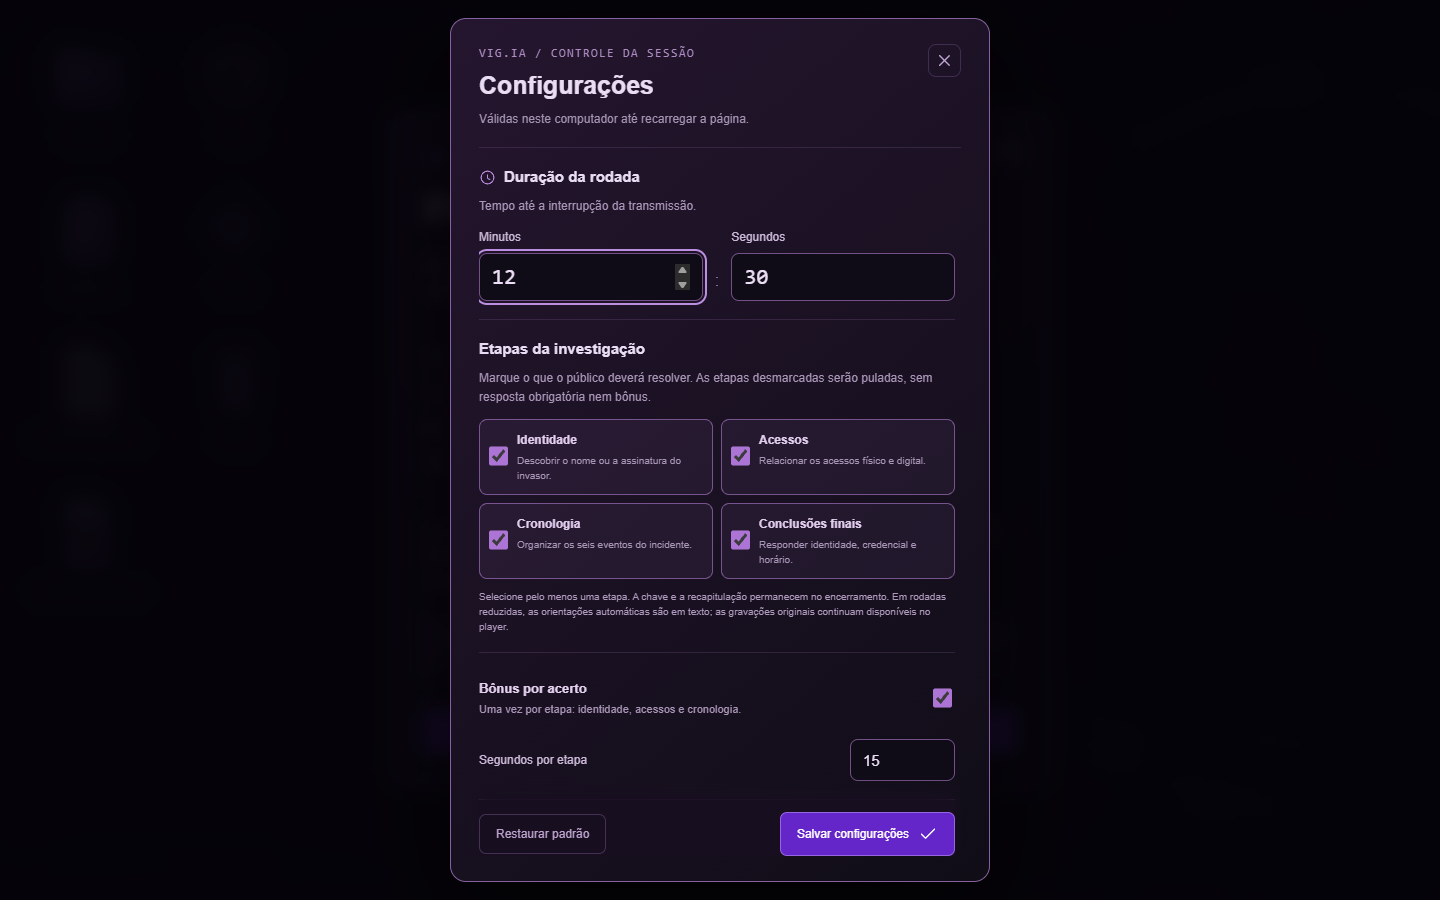 VIG.IA / CONTROLE DA SESSÃO
Configurações
Válidas neste computador até recarregar a página.
Duração da rodada
Tempo até a interrupção da transmissão.
Minutos
Segundos
12
:
30
Etapas da investigação
Marque o que o público deverá resolver. As etapas desmarcadas serão puladas, sem
resposta obrigatória nem bônus.
Identidade
Descobrir o nome ou a assinatura do
invasor.
Acessos
Relacionar os acessos físico e digital.
Cronologia
Organizar os seis eventos do incidente.
Conclusões finais
Responder identidade, credencial e
horário.
Selecione pelo menos uma etapa. A chave e a recapitulação permanecem no encerramento. Em rodadas
reduzidas, as orientações automáticas são em texto; as gravações originais continuam disponíveis no
player.
Bônus por acerto
Uma vez por etapa: identidade, acessos e cronologia.
Segundos por etapa
15
Restaurar padrão
Salvar configurações